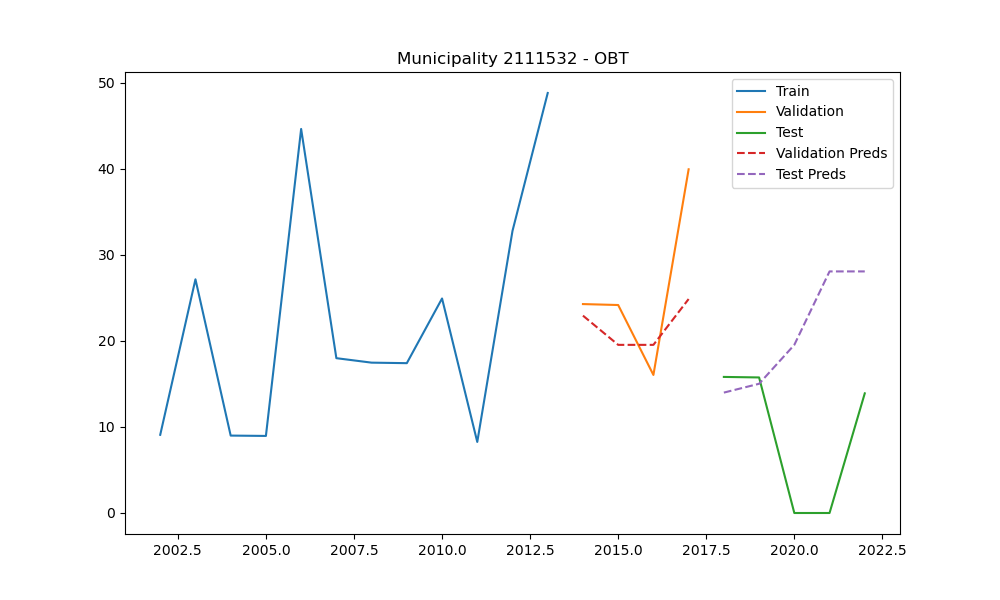 Municipality 2111532 - OBT
50
40
30
20
10
0
Train
Validation
Test
Validation Preds
Test Preds
2002.5 2005.0 2007.5 2010.0 2012.5 2015.0 2017.5 2020.0 2022.5